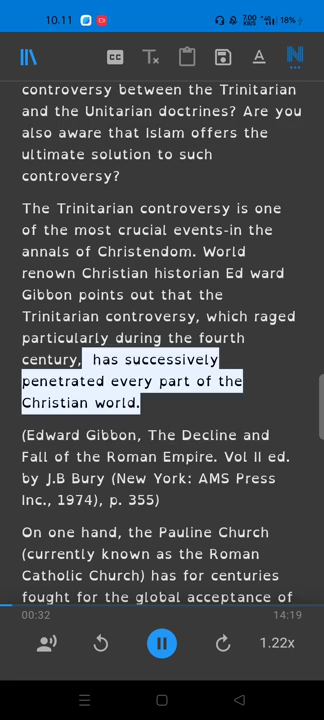 10.11
7.00 KB/S
4G
18%
CC
T
A
N
controversy between the Trinitarian
and the Unitarian doctrines? Are you
also aware that Islam offers the
ultimate solution to such
controversy?
The Trinitarian controversy is one
of the most crucial events-in the
annals of Christendom. World
renown Christian historian Ed ward
Gibbon points out that the
Trinitarian controversy, which raged
particularly during the fourth
century, has successively
penetrated every part of the
Christian world.
(Edward Gibbon, The Decline and
Fall of the Roman Empire. Vol II ed.
by J.B Bury (New York: AMS Press
Inc., 1974), p. 355)
On one hand, the Pauline Church
(currently known as the Roman
Catholic Church) has for centuries
fought for the global acceptance of
00:32
14:19
1.22x